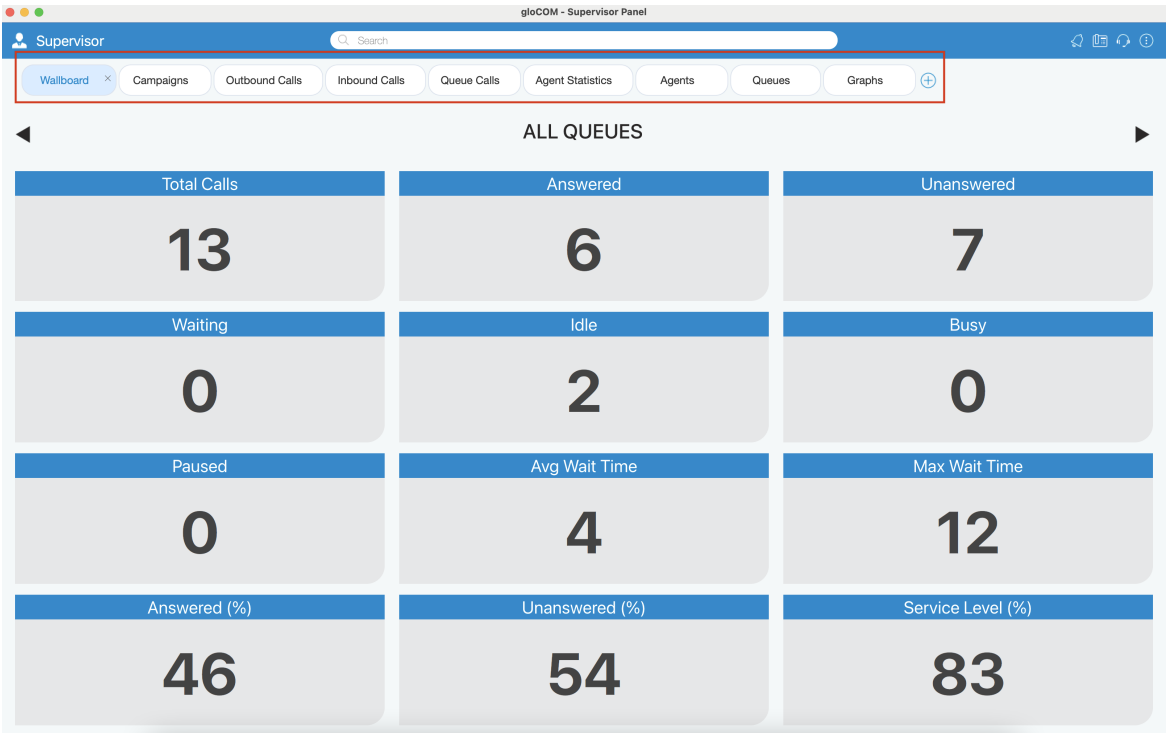 gloCOM - Supervisor Panel
Supervisor Search
Wallboard × Campaigns Outbound Calls Inbound Calls Queue Calls Agent Statistics Agents Queues Graphs
ALL QUEUES
Total Calls Answered Unanswered
13 6 7
Waiting Idle Busy
0 2 0
Paused Avg Wait Time Max Wait Time
0 4 12
Answered (%) Unanswered (%) Service Level (%)
46 54 83